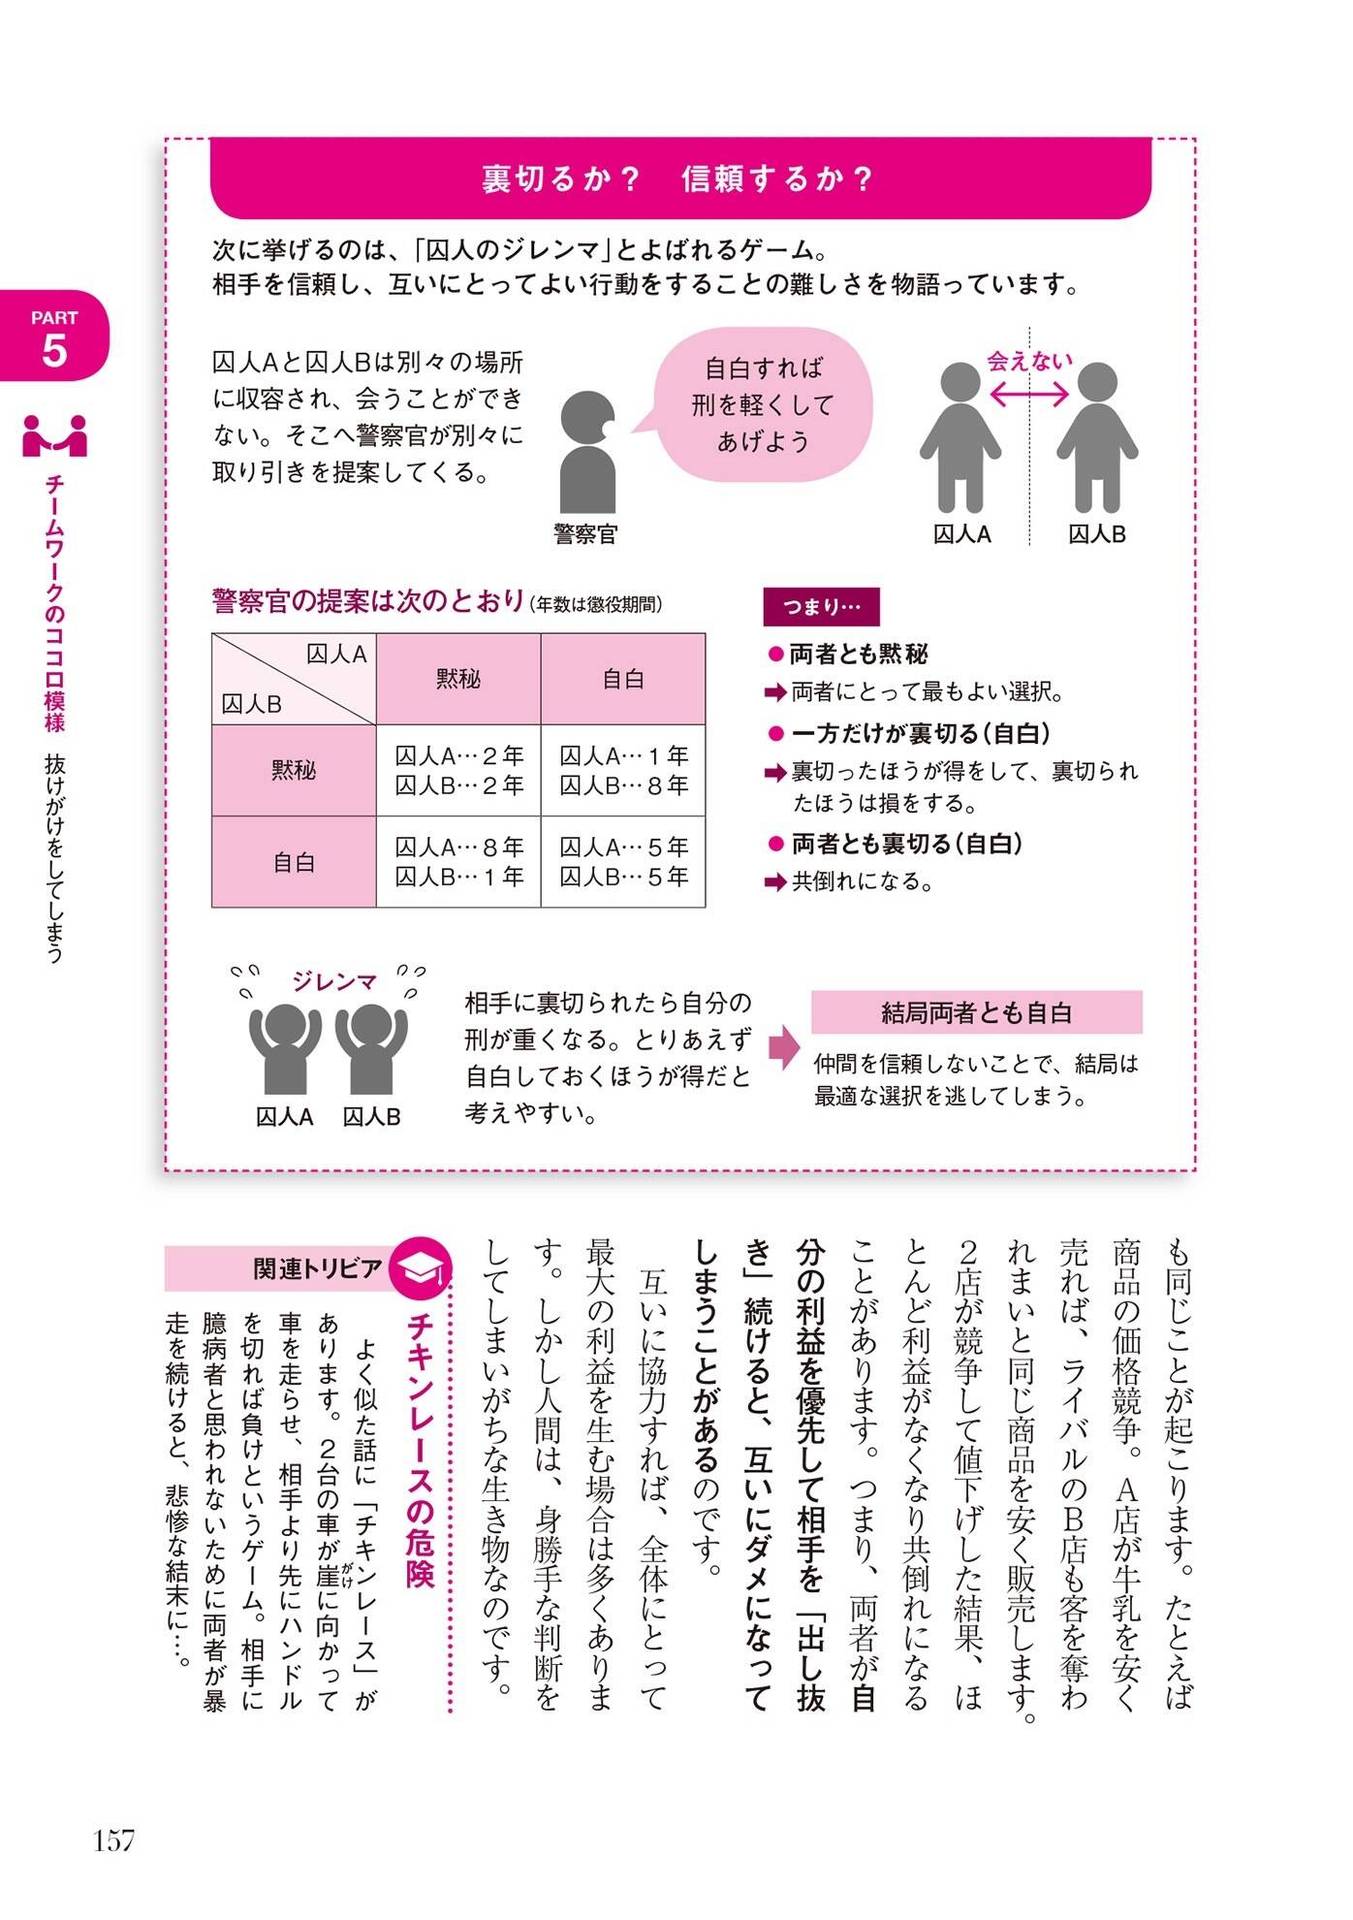 裏切るか？　信頼するか？
次に挙げるのは、「囚人のジレンマ」とよばれるゲーム。
相手を信頼し、互いにとってよい行動をすることの難しさを物語っています。
囚人Aと囚人Bは別々の場所
に収容され、会うことができ
ない。そこへ警察官が別々に
取り引きを提案してくる。
自白すれば
刑を軽くして
あげよう
警察官
会えない
囚人A
囚人B
警察官の提案は次のとおり（年数は懲役期間）
囚人A
囚人B
黙秘
自白
黙秘
囚人A…2年
囚人B…2年
囚人A…1年
囚人B…8年
自白
囚人A…8年
囚人B…1年
囚人A…5年
囚人B…5年
つまり…
●両者とも黙秘
➡両者にとって最もよい選択。
●一方だけが裏切る（自白）
➡裏切ったほうが得をして、裏切られ
たほうは損をする。
●両者とも裏切る（自白）
➡共倒れになる。
ジレンマ
囚人A
囚人B
相手に裏切られたら自分の
刑が重くなる。とりあえず
自白しておくほうが得だと
考えやすい。
結局両者とも自白
仲間を信頼しないことで、結局は
最適な選択を逃してしまう。
も同じことが起こります。たとえば
商品の価格競争。A店が牛乳を安く
売れば、ライバルのB店も客を奪わ
れまいと同じ商品を安く販売します。
2店が競争して値下げした結果、ほ
とんど利益がなくなり共倒れになる
ことがあります。つまり、両者が自
分の利益を優先して相手を「出し抜
き」続けると、互いにダメになって
しまうことがあるのです。
互いに協力すれば、全体にとって
最大の利益を生む場合は多くありま
す。しかし人間は、身勝手な判断を
してしまいがちな生き物なのです。
関連トリビア
チキンレースの危険
よく似た話に「チキンレース」が
あります。2台の車が崖に向かって
がけ
車を走らせ、相手より先にハンドル
を切れば負けというゲーム。相手に
臆病者と思われないために両者が暴
走を続けると、悲惨な結末に…。
PART
5
チームワークのココロ模様　抜けがけをしてしまう
157